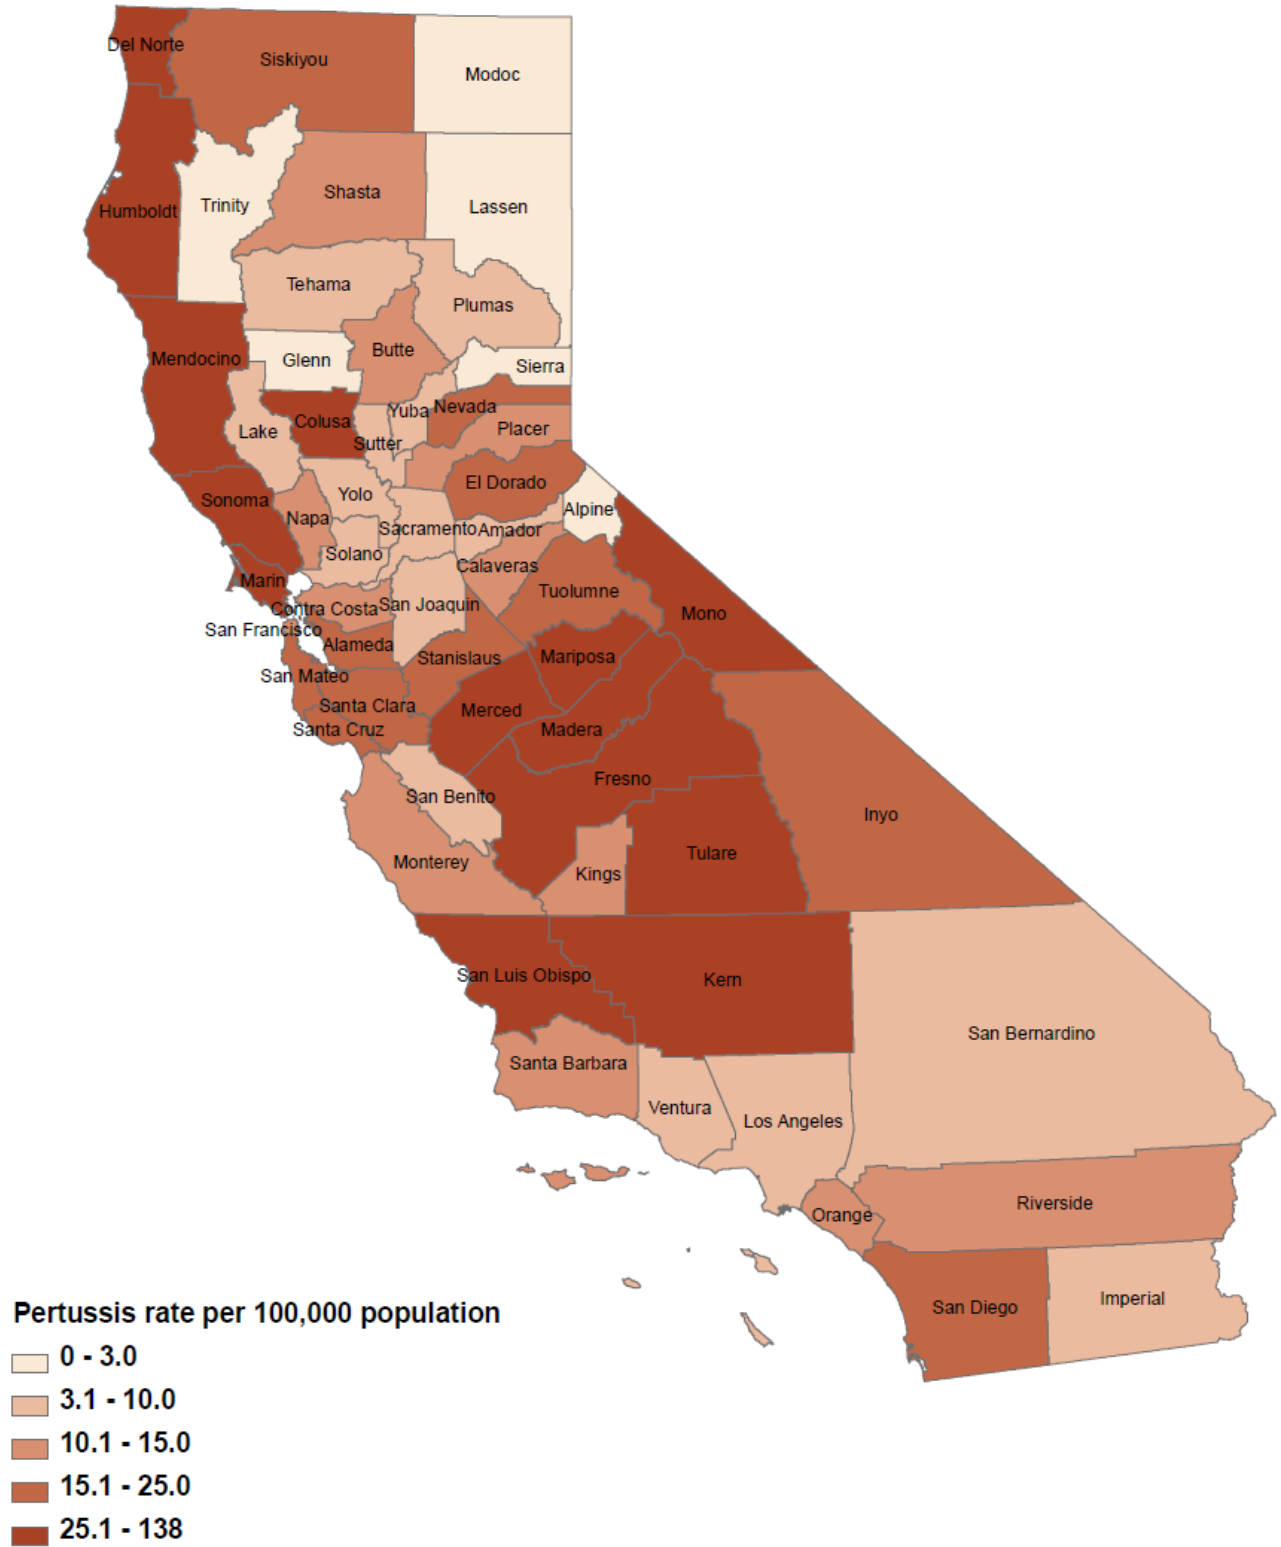 Del Norte
Siskiyou
Modoc
Shasta
Trinity
Lassen
Humboldt
Tehama
Plumas
Butte
Mendocino
Glenn
Sierra
Yuba
Nevada
Colusa
Placer
Lake
Sutter
El Dorado
Yolo
Sonoma
Alpine
Napa
Sacramento
Amador
Solano
Calaveras
Marin
Tuolumne
San Joaquin
Contra Costa
Mono
San Francisco
Alameda
Mariposa
Stanislaus
San Mateo
Santa Clara
Merced
Santa Cruz
Madera
Fresno
San Benito
Inyo
Tulare
Monterey
Kings
San Luis Obispo
Kern
San Bernardino
Santa Barbara
Ventura
Los Angeles
Riverside
Orange
Imperial
San Diego
Pertussis rate per 100,000 population
0 - 3.0
3.1 - 10.0
10.1 - 15.0
15.1 - 25.0
25.1 - 138